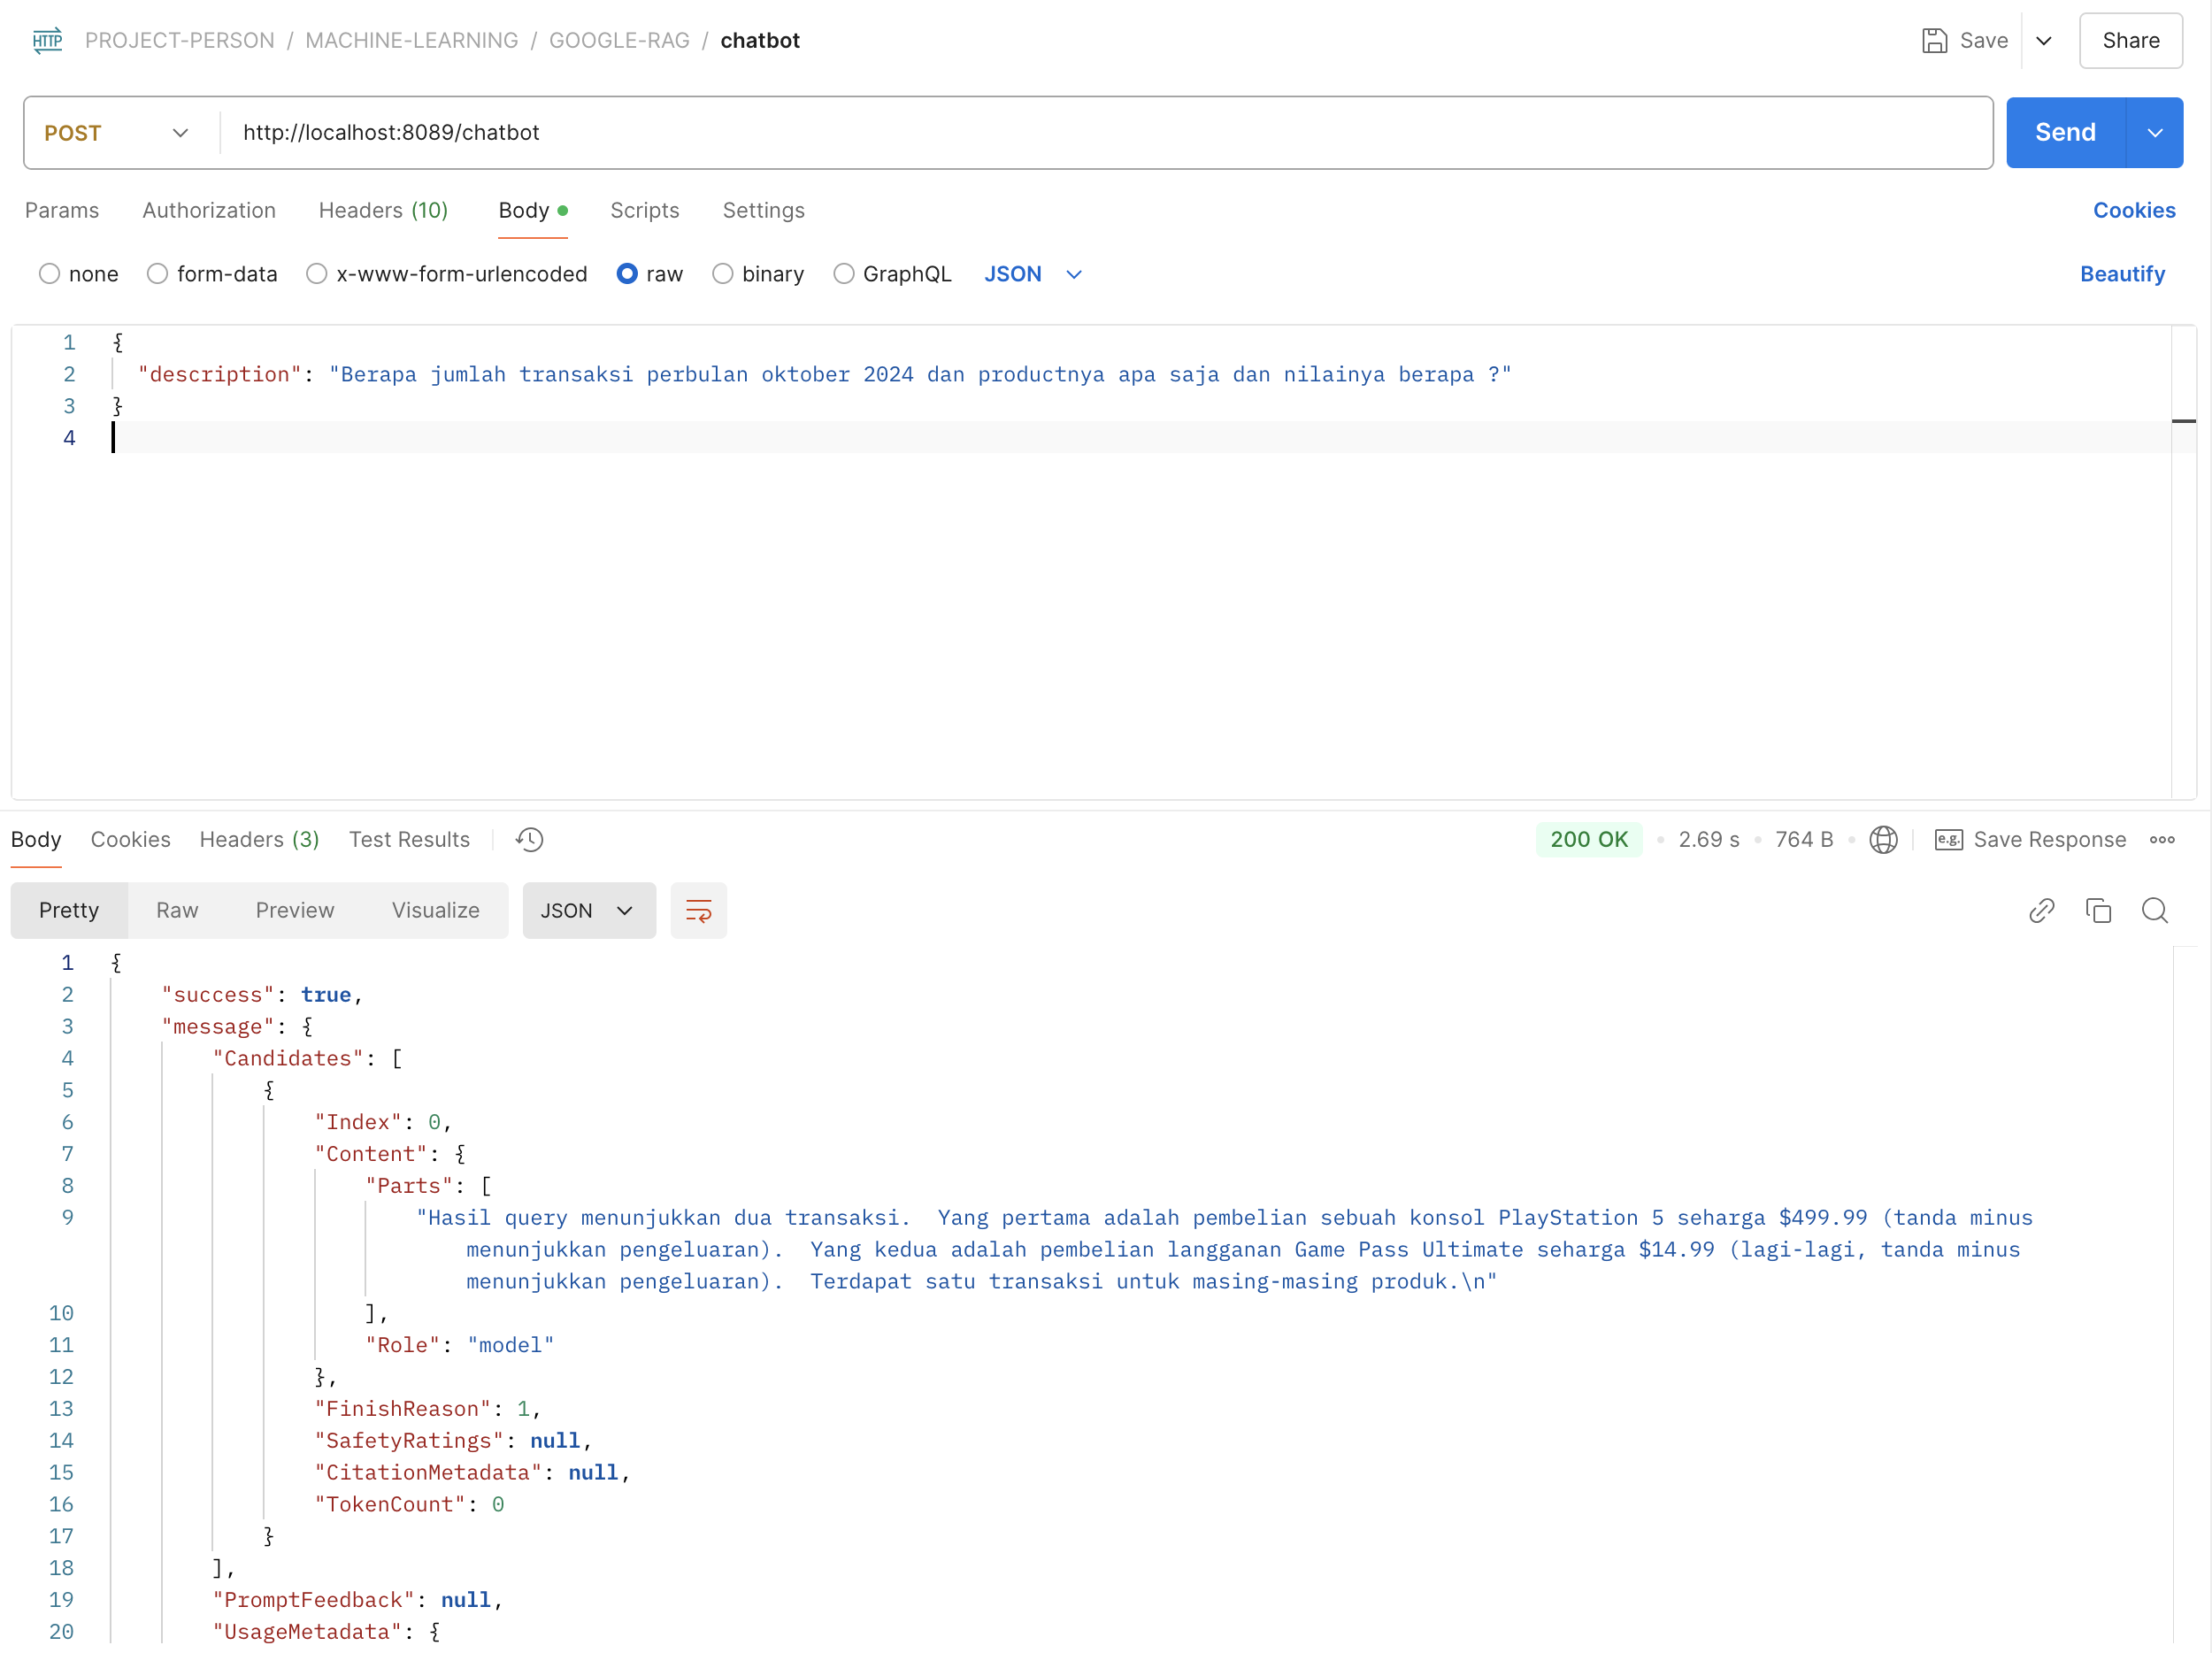 HTTP PROJECT-PERSON / MACHINE-LEARNING / GOOGLE-RAG / chatbot Save Share
POST http://localhost:8089/chatbot Send
Params Authorization Headers (10) Body Scripts Settings Cookies
none form-data x-www-form-urlencoded raw binary GraphQL JSON Beautify
1 {
2 "description": "Berapa jumlah transaksi perbulan oktober 2024 dan productnya apa saja dan nilainya berapa ?"
3 }
4
Body Cookies Headers (3) Test Results 200 OK • 2.69 s • 764 B • e.g. Save Response
Pretty Raw Preview Visualize JSON
1 {
2 "success": true,
3 "message": {
4 "Candidates": [
5 {
6 "Index": 0,
7 "Content": {
8 "Parts": [
9 "Hasil query menunjukkan dua transaksi.  Yang pertama adalah pembelian sebuah konsol PlayStation 5 seharga $499.99 (tanda minus
menunjukkan pengeluaran).  Yang kedua adalah pembelian langganan Game Pass Ultimate seharga $14.99 (lagi-lagi, tanda minus
menunjukkan pengeluaran).  Terdapat satu transaksi untuk masing-masing produk.\n"
10 ],
11 "Role": "model"
12 },
13 "FinishReason": 1,
14 "SafetyRatings": null,
15 "CitationMetadata": null,
16 "TokenCount": 0
17 }
18 ],
19 "PromptFeedback": null,
20 "UsageMetadata": {